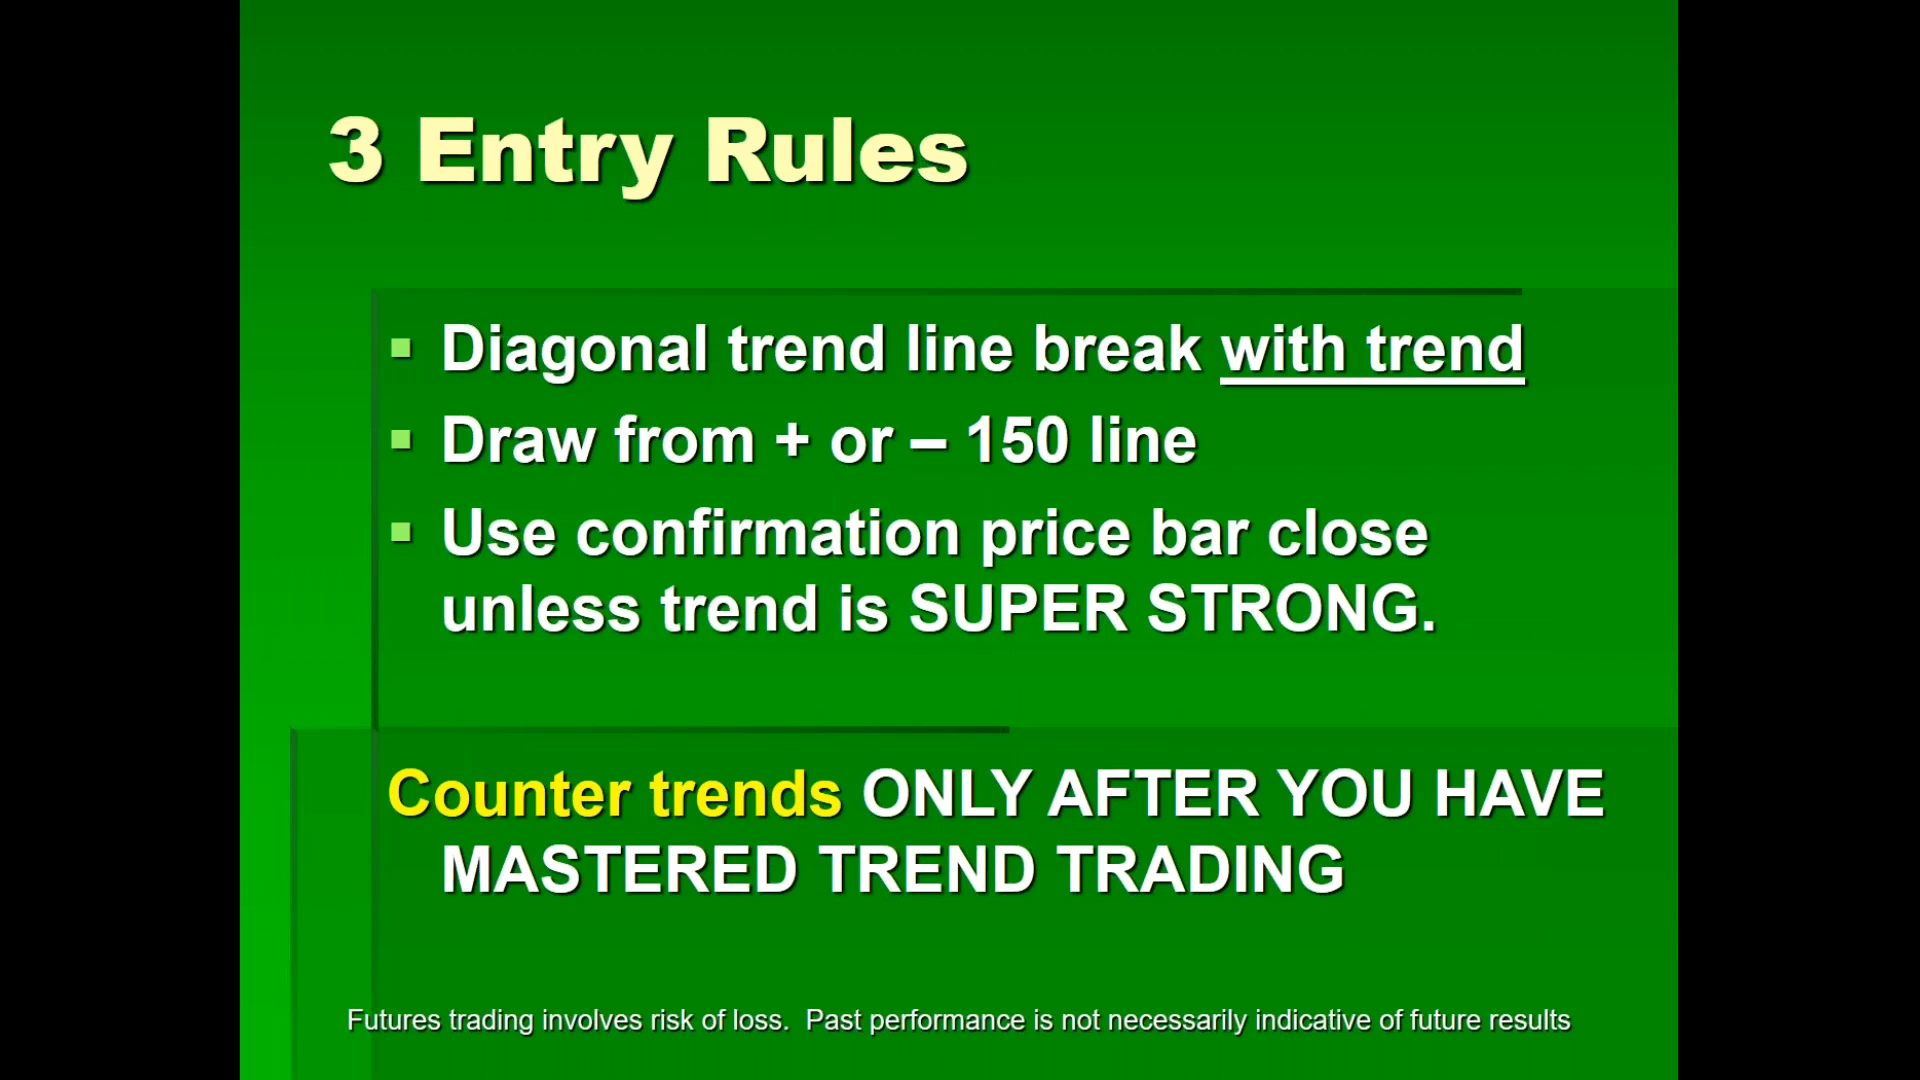 3 Entry Rules
▪ Diagonal trend line break with trend
▪ Draw from + or – 150 line
▪ Use confirmation price bar close
unless trend is SUPER STRONG.
Counter trends ONLY AFTER YOU HAVE
MASTERED TREND TRADING
Futures trading involves risk of loss.  Past performance is not necessarily indicative of future results